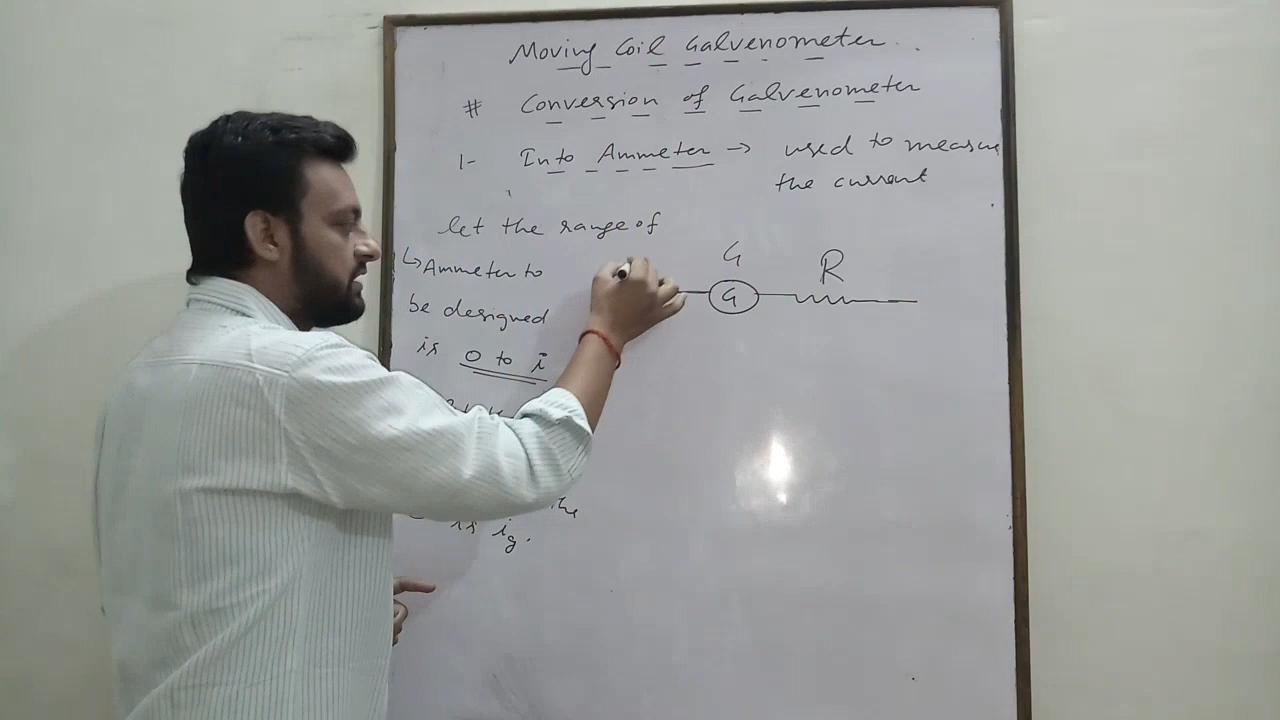 Moving Coil Galvenometer
# Conversion of Galvenometer
1- Into Ammeter → used to measure
the current
let the range of
↳ Ammeter to
be designed
is 0 to i
the
is ig.
G
G
R